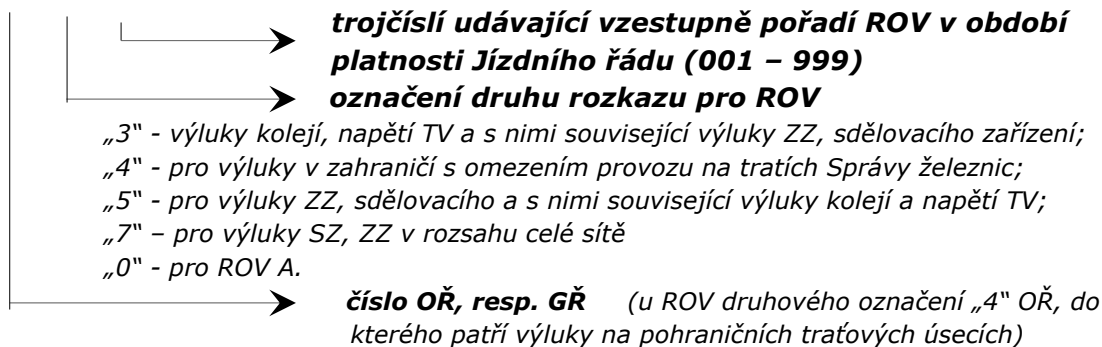 trojčíslí udávající vzestupně pořadí ROV v období
platnosti Jízdního řádu (001 – 999)
označení druhu rozkazu pro ROV
„3“ - výluky kolejí, napětí TV a s nimi související výluky ZZ, sdělovacího zařízení;
„4“ - pro výluky v zahraničí s omezením provozu na tratích Správy železnic;
„5“ - pro výluky ZZ, sdělovacího a s nimi související výluky kolejí a napětí TV;
„7“ – pro výluky SZ, ZZ v rozsahu celé sítě
„0“ - pro ROV A.
číslo OŘ, resp. GŘ (u ROV druhového označení „4“ OŘ, do
kterého patří výluky na pohraničních traťových úsecích)